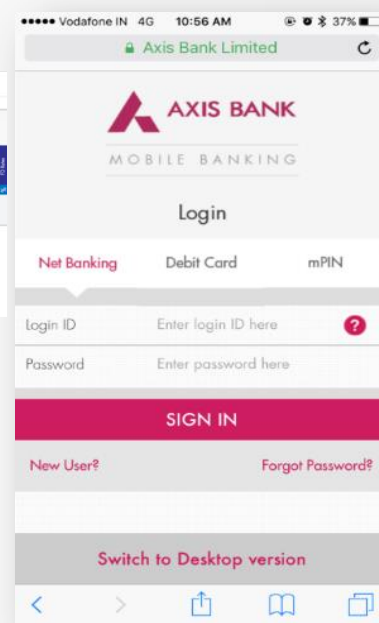 Vodafone IN 4G 10:56 AM 37%
Axis Bank Limited
AXIS BANK
MOBILE BANKING
Login
Net Banking Debit Card mPIN
Login ID Enter login ID here ?
Password Enter password here
SIGN IN
New User? Forgot Password?
Switch to Desktop version